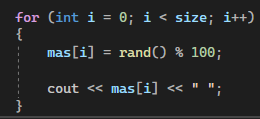 for (int i = 0; i < size; i++)
{
mas[i] = rand() % 100;
cout << mas[i] << " ";
}